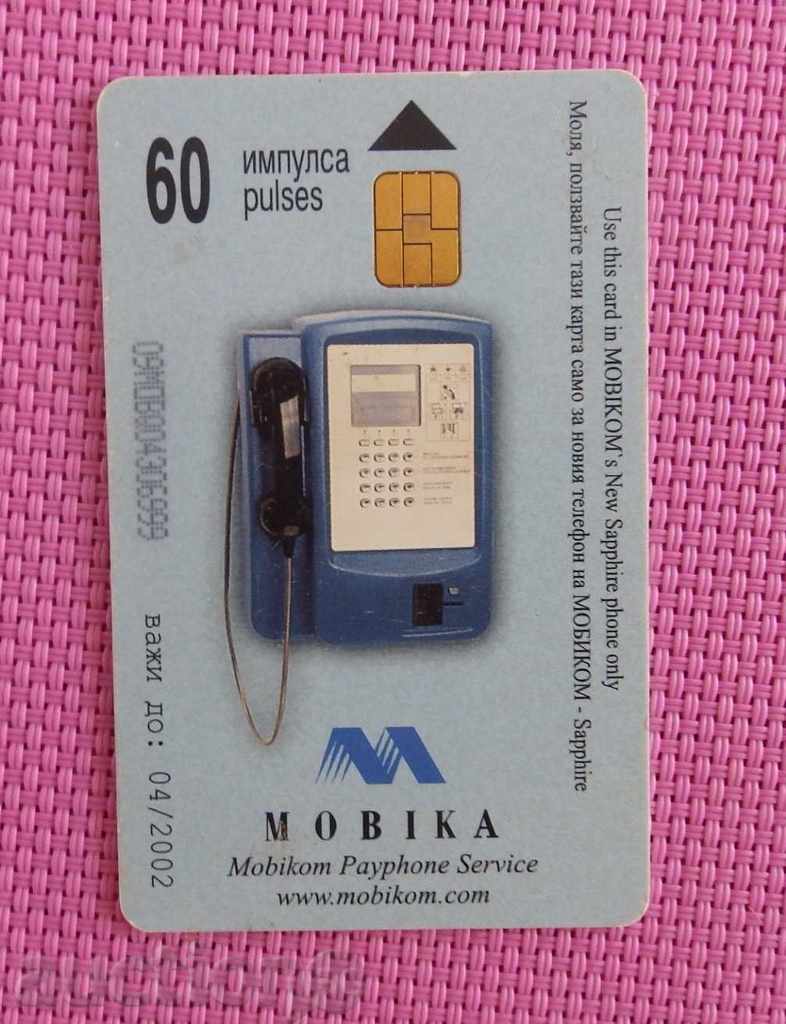 60
импулса
pulses
Use this card in MOBIKOM's New Sapphire phone only
Моля, ползвайте тази карта само за новия телефон на МОБИКОМ - Sapphire
важи до: 04/2002
MOBIKA
Mobikom Payphone Service
www.mobikom.com